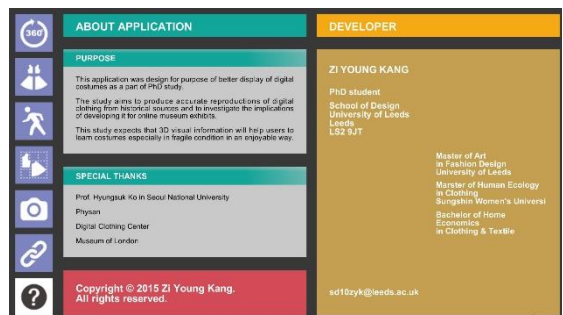 360°
ABOUT APPLICATION
PURPOSE
This application was design for purpose of better display of digital
costumes as a part of PhD study.
The study aims to produce accurate reproductions of digital
clothing from historical sources and to investigate the implications
of developing it for online museum exhibits.
This study expects that 3D visual information will help users to
learn costumes especially in fragile condition in an enjoyable way.
SPECIAL THANKS
Prof. Hyungsuk Ko in Seoul National University
Physan
Digital Clothing Center
Museum of London
Copyright © 2015 Zi Young Kang.
All rights reserved.
DEVELOPER
ZI YOUNG KANG
PhD student
School of Design
University of Leeds
Leeds
LS2 9JT
Master of Art
in Fashion Design
University of Leeds
Marster of Human Ecology
in Clothing
Sungshin Women's Universi
Bachelor of Home
Economics
in Clothing & Textile
sd10zyk@leeds.ac.uk
?